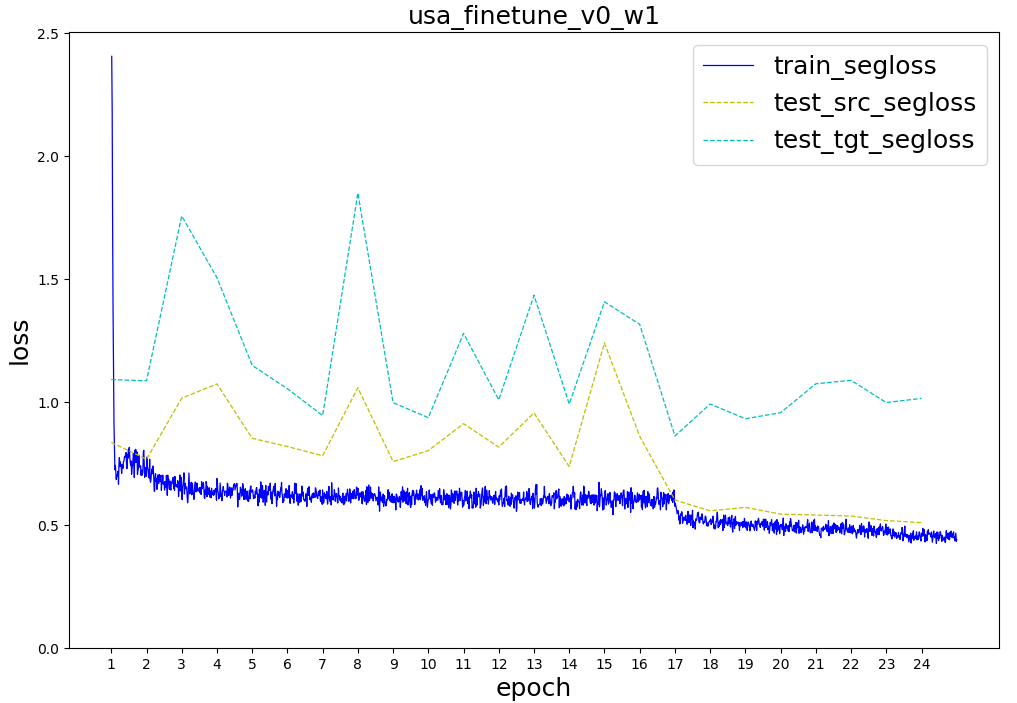 usa_finetune_v0_w1
train_segloss
test_src_segloss
test_tgt_segloss
loss
2.5
2.0
1.5
1.0
0.5
0.0
1 2 3 4 5 6 7 8 9 10 11 12 13 14 15 16 17 18 19 20 21 22 23 24
epoch